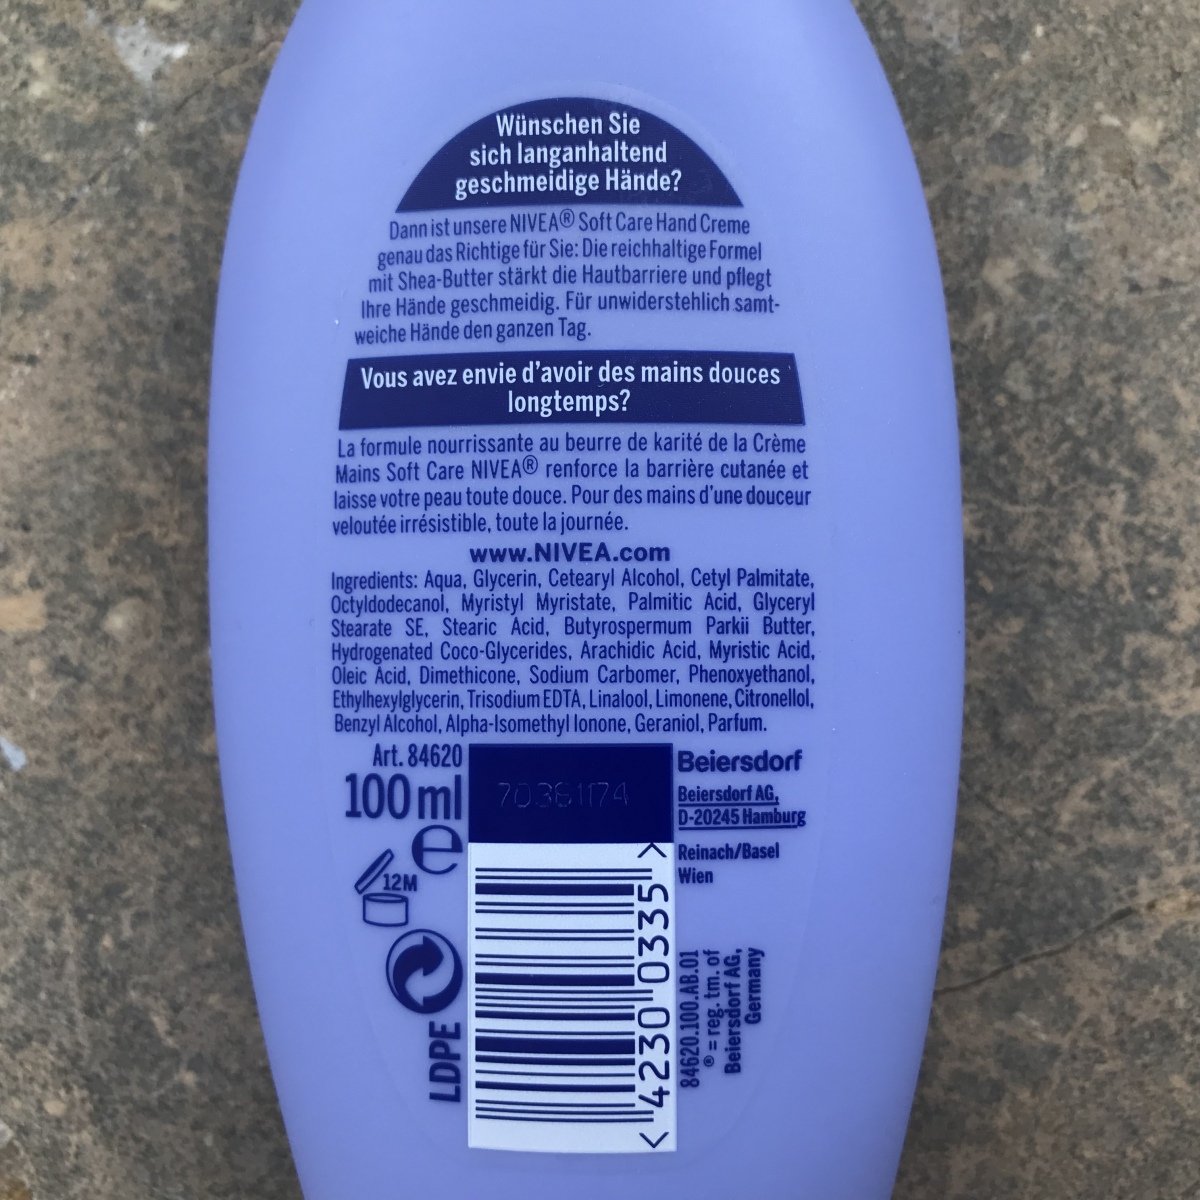 Wünschen Sie
sich langanhaltend
geschmeidige Hände?
Dann ist unsere NIVEA® Soft Care Hand Creme
genau das Richtige für Sie: Die reichhaltige Formel
mit Shea-Butter stärkt die Hautbarriere und pflegt
Ihre Hände geschmeidig. Für unwiderstehlich samt-
weiche Hände den ganzen Tag.
Vous avez envie d'avoir des mains douces
longtemps?
La formule nourrissante au beurre de karité de la Crème
Mains Soft Care NIVEA® renforce la barrière cutanée et
laisse votre peau toute douce. Pour des mains d'une douceur
veloutée irrésistible, toute la journée.
www.NIVEA.com
Ingredients: Aqua, Glycerin, Cetearyl Alcohol, Cetyl Palmitate,
Octyldodecanol, Myristyl Myristate, Palmitic Acid, Glyceryl
Stearate SE, Stearic Acid, Butyrospermum Parkii Butter,
Hydrogenated Coco-Glycerides, Arachidic Acid, Myristic Acid,
Oleic Acid, Dimethicone, Sodium Carbomer, Phenoxyethanol,
Ethylhexylglycerin, Trisodium EDTA, Linalool, Limonene, Citronellol,
Benzyl Alcohol, Alpha-Isomethyl Ionone, Geraniol, Parfum.
Art. 84620
100 ml
e
12M
LDPE
70361174
< 4230 0335 >
Beiersdorf
Beiersdorf AG,
D-20245 Hamburg
Reinach/Basel
Wien
84620.100.AB.01
® = reg. tm. of
Beiersdorf AG,
Germany